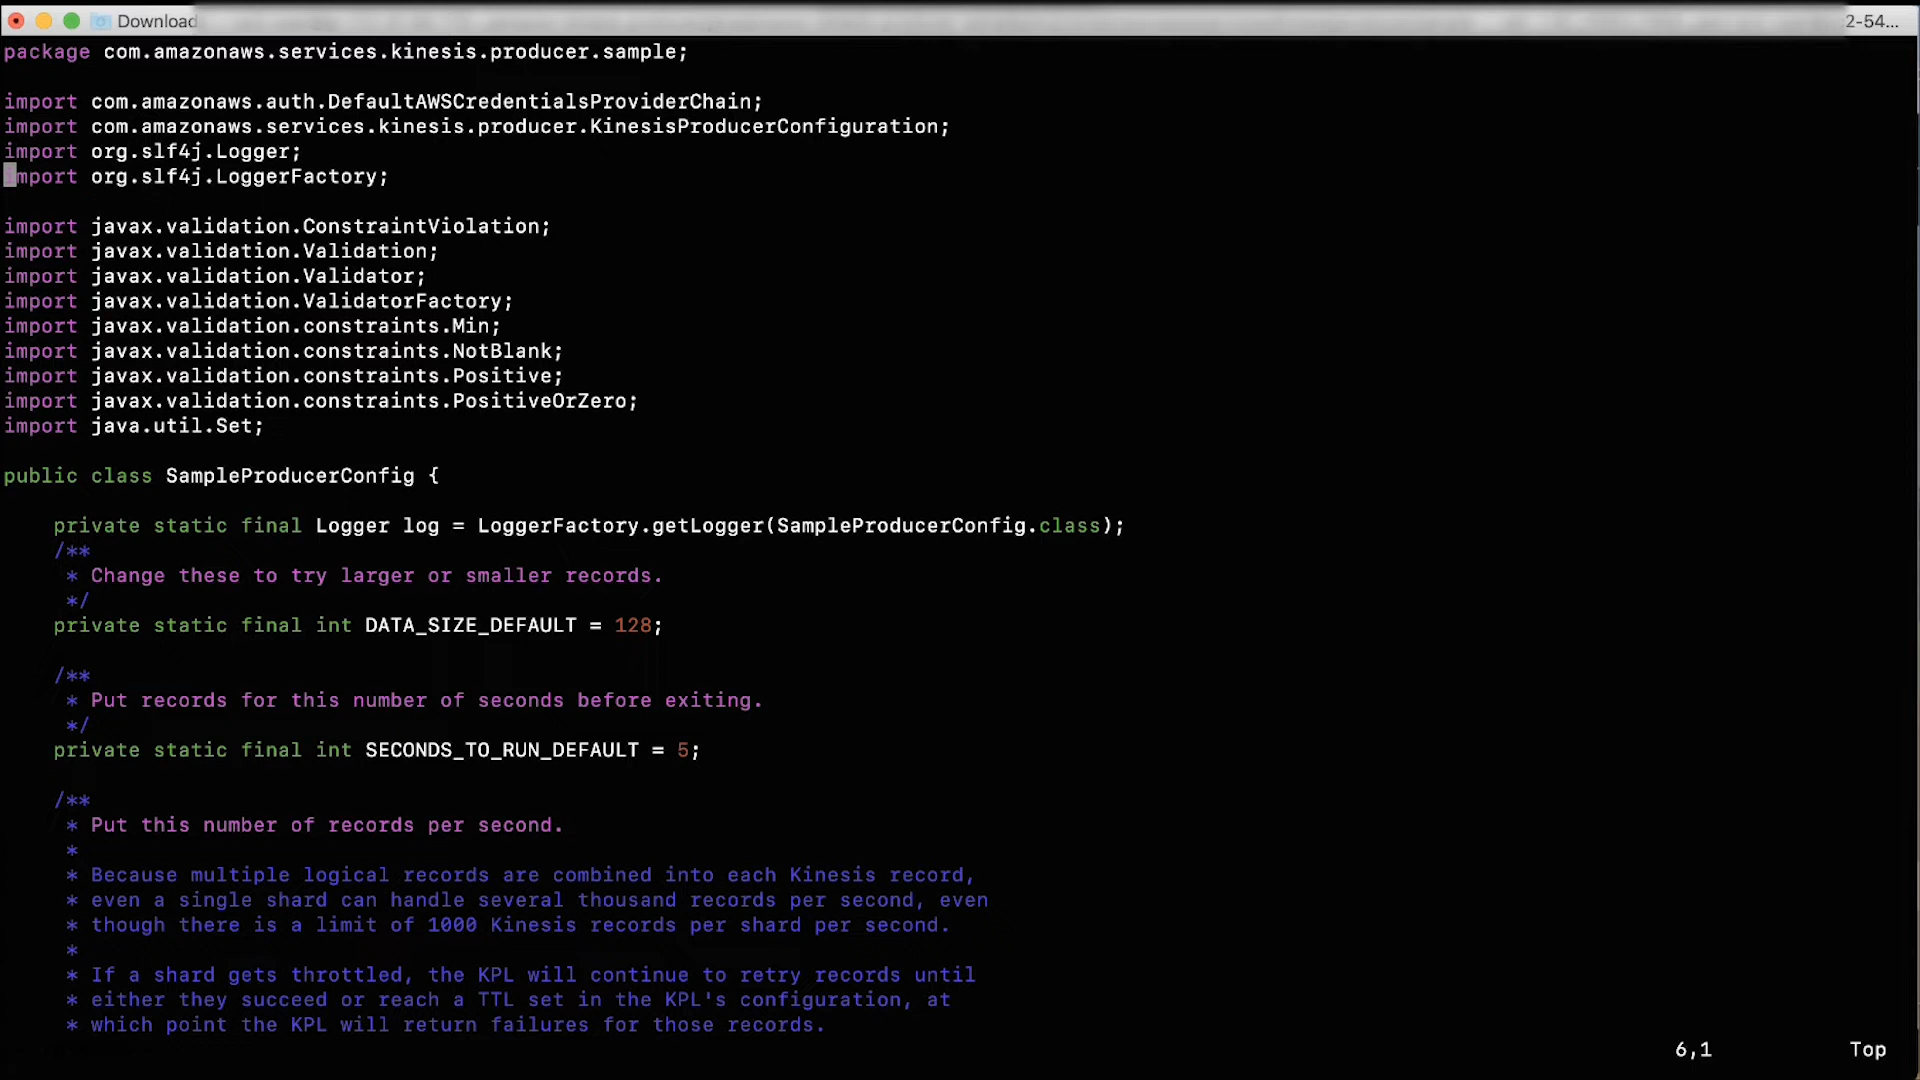 Download
2-54...
package com.amazonaws.services.kinesis.producer.sample;
import com.amazonaws.auth.DefaultAWSCredentialsProviderChain;
import com.amazonaws.services.kinesis.producer.KinesisProducerConfiguration;
import org.slf4j.Logger;
import org.slf4j.LoggerFactory;
import javax.validation.ConstraintViolation;
import javax.validation.Validation;
import javax.validation.Validator;
import javax.validation.ValidatorFactory;
import javax.validation.constraints.Min;
import javax.validation.constraints.NotBlank;
import javax.validation.constraints.Positive;
import javax.validation.constraints.PositiveOrZero;
import java.util.Set;
public class SampleProducerConfig {
    private static final Logger log = LoggerFactory.getLogger(SampleProducerConfig.class);
    /**
     * Change these to try larger or smaller records.
     */
    private static final int DATA_SIZE_DEFAULT = 128;
    /**
     * Put records for this number of seconds before exiting.
     */
    private static final int SECONDS_TO_RUN_DEFAULT = 5;
    /**
     * Put this number of records per second.
     *
     * Because multiple logical records are combined into each Kinesis record,
     * even a single shard can handle several thousand records per second, even
     * though there is a limit of 1000 Kinesis records per shard per second.
     *
     * If a shard gets throttled, the KPL will continue to retry records until
     * either they succeed or reach a TTL set in the KPL's configuration, at
     * which point the KPL will return failures for those records.
6,1 Top